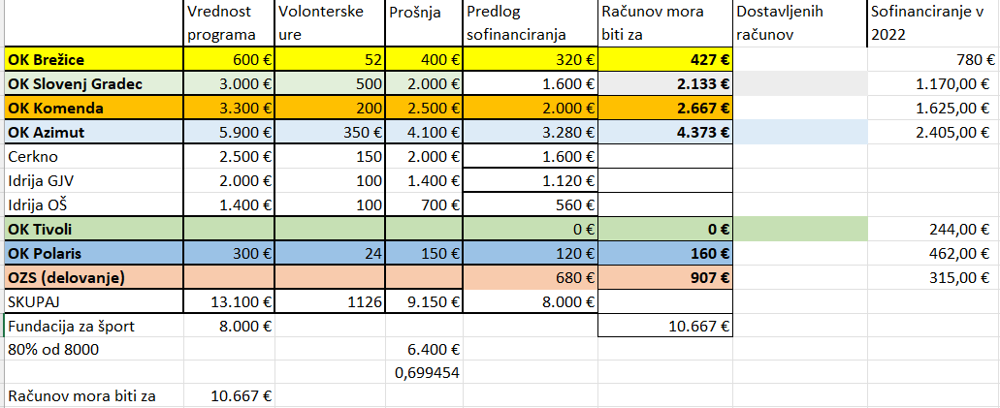 Vrednost programa Volonterske ure Prošnja Predlog sofinanciranja Računov mora biti za Dostavljenih računov Sofinanciranje v 2022
OK Brežice 600 € 52 400 € 320 € 427 € 780 €
OK Slovenj Gradec 3.000 € 500 2.000 € 1.600 € 2.133 € 1.170,00 €
OK Komenda 3.300 € 200 2.500 € 2.000 € 2.667 € 1.625,00 €
OK Azimut 5.900 € 350 € 4.100 € 3.280 € 4.373 € 2.405,00 €
Cerkno 2.500 € 150 2.000 € 1.600 €
Idrija GJV 2.000 € 100 1.400 € 1.120 €
Idrija OŠ 1.400 € 100 700 € 560 €
OK Tivoli 0 € 0 € 244,00 €
OK Polaris 300 € 24 150 € 120 € 160 € 462,00 €
OZS (delovanje) 680 € 907 € 315,00 €
SKUPAJ 13.100 € 1126 9.150 € 8.000 €
Fundacija za šport 8.000 € 10.667 €
80% od 8000 6.400 €
0,699454
Računov mora biti za 10.667 €